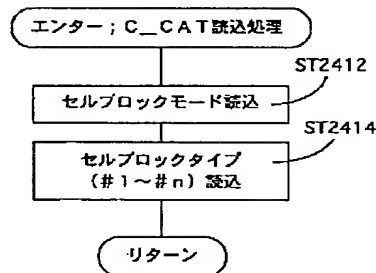 エンター；C＿CAT読込処理
ST2412
セルブロックモード読込
ST2414
セルブロックタイプ
（＃１～＃ｎ）読込
リターン